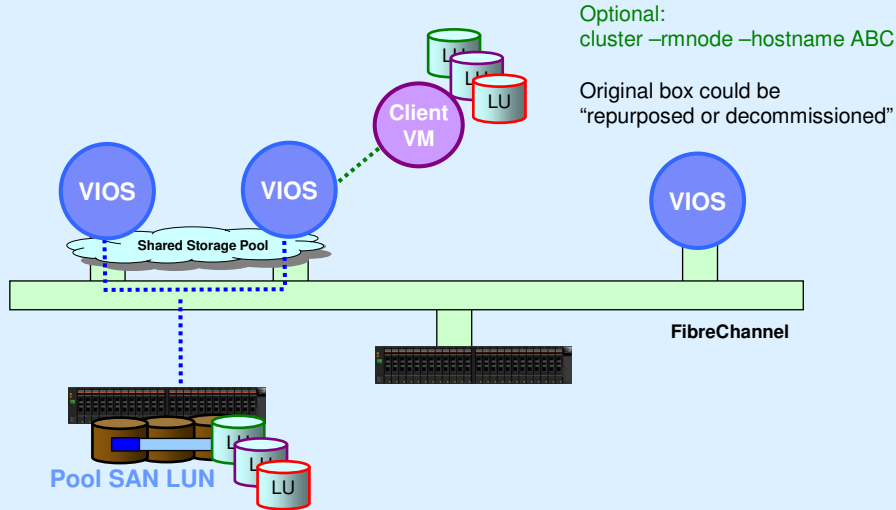 Optional:
cluster –rmnode –hostname ABC
Original box could be
“repurposed or decommissioned”
LU
LU
LU
Client
VM
VIOS
VIOS
VIOS
Shared Storage Pool
FibreChannel
LU
LU
LU
Pool SAN LUN